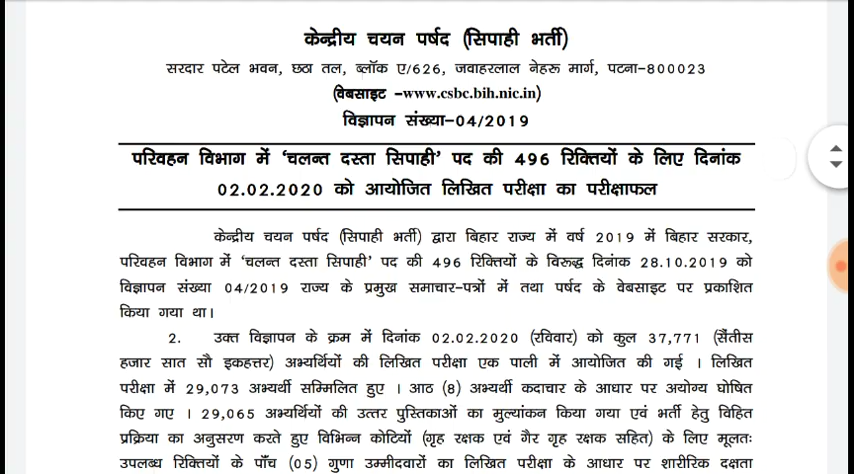 केन्द्रीय चयन पर्षद (सिपाही भर्ती)
सरदार पटेल भवन, छठा तल, ब्लॉक ए/626, जवाहरलाल नेहरू मार्ग, पटना-800023
(वेबसाइट -www.csbc.bih.nic.in)
विज्ञापन संख्या-04/2019
परिवहन विभाग में ‘चलन्त दस्ता सिपाही’ पद की 496 रिक्तियों के लिए दिनांक
02.02.2020 को आयोजित लिखित परीक्षा का परीक्षाफल
केन्द्रीय चयन पर्षद (सिपाही भर्ती) द्वारा बिहार राज्य में वर्ष 2019 में बिहार सरकार,
परिवहन विभाग में ‘चलन्त दस्ता सिपाही’ पद की 496 रिक्तियों के विरूद्ध दिनांक 28.10.2019 को
विज्ञापन संख्या 04/2019 राज्य के प्रमुख समाचार-पत्रों में तथा पर्षद के वेबसाइट पर प्रकाशित
किया गया था।
2. उक्त विज्ञापन के क्रम में दिनांक 02.02.2020 (रविवार) को कुल 37,771 (सैंतीस
हजार सात सौ इकहत्तर) अभ्यर्थियों की लिखित परीक्षा एक पाली में आयोजित की गई । लिखित
परीक्षा में 29,073 अभ्यर्थी सम्मिलित हुए । आठ (8) अभ्यर्थी कदाचार के आधार पर अयोग्य घोषित
किए गए । 29,065 अभ्यर्थियों की उत्तर पुस्तिकाओं का मुल्यांकन किया गया एवं भर्ती हेतु विहित
प्रक्रिया का अनुसरण करते हुए विभिन्न कोटियों (गृह रक्षक एवं गैर गृह रक्षक सहित) के लिए मूलतः
उपलब्ध रिक्तियों के पाँच (05) गुणा उम्मीदवारों का लिखित परीक्षा के आधार पर शारीरिक दक्षता